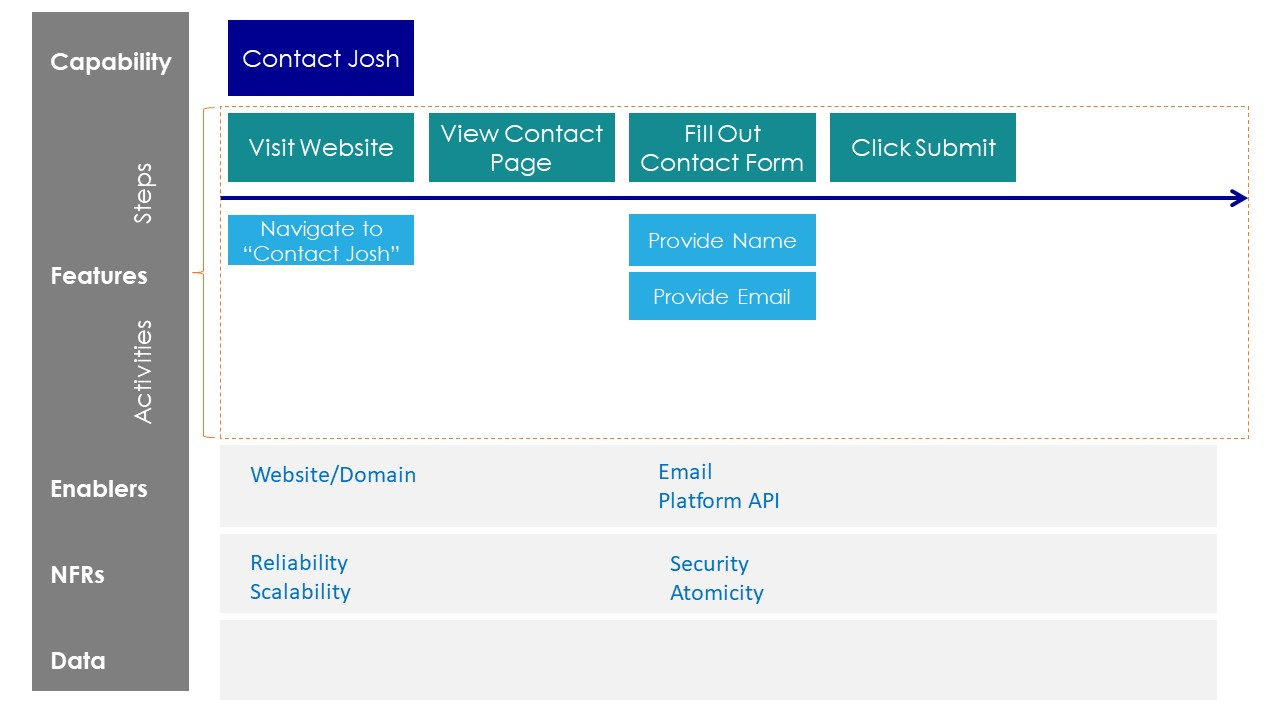 Capability
Contact Josh
Steps
Visit Website
View Contact
Page
Fill Out
Contact Form
Click Submit
Features
Activities
Navigate to
“Contact Josh”
Provide Name
Provide Email
Enablers
Website/Domain
Email
Platform API
NFRs
Reliability
Scalability
Security
Atomicity
Data